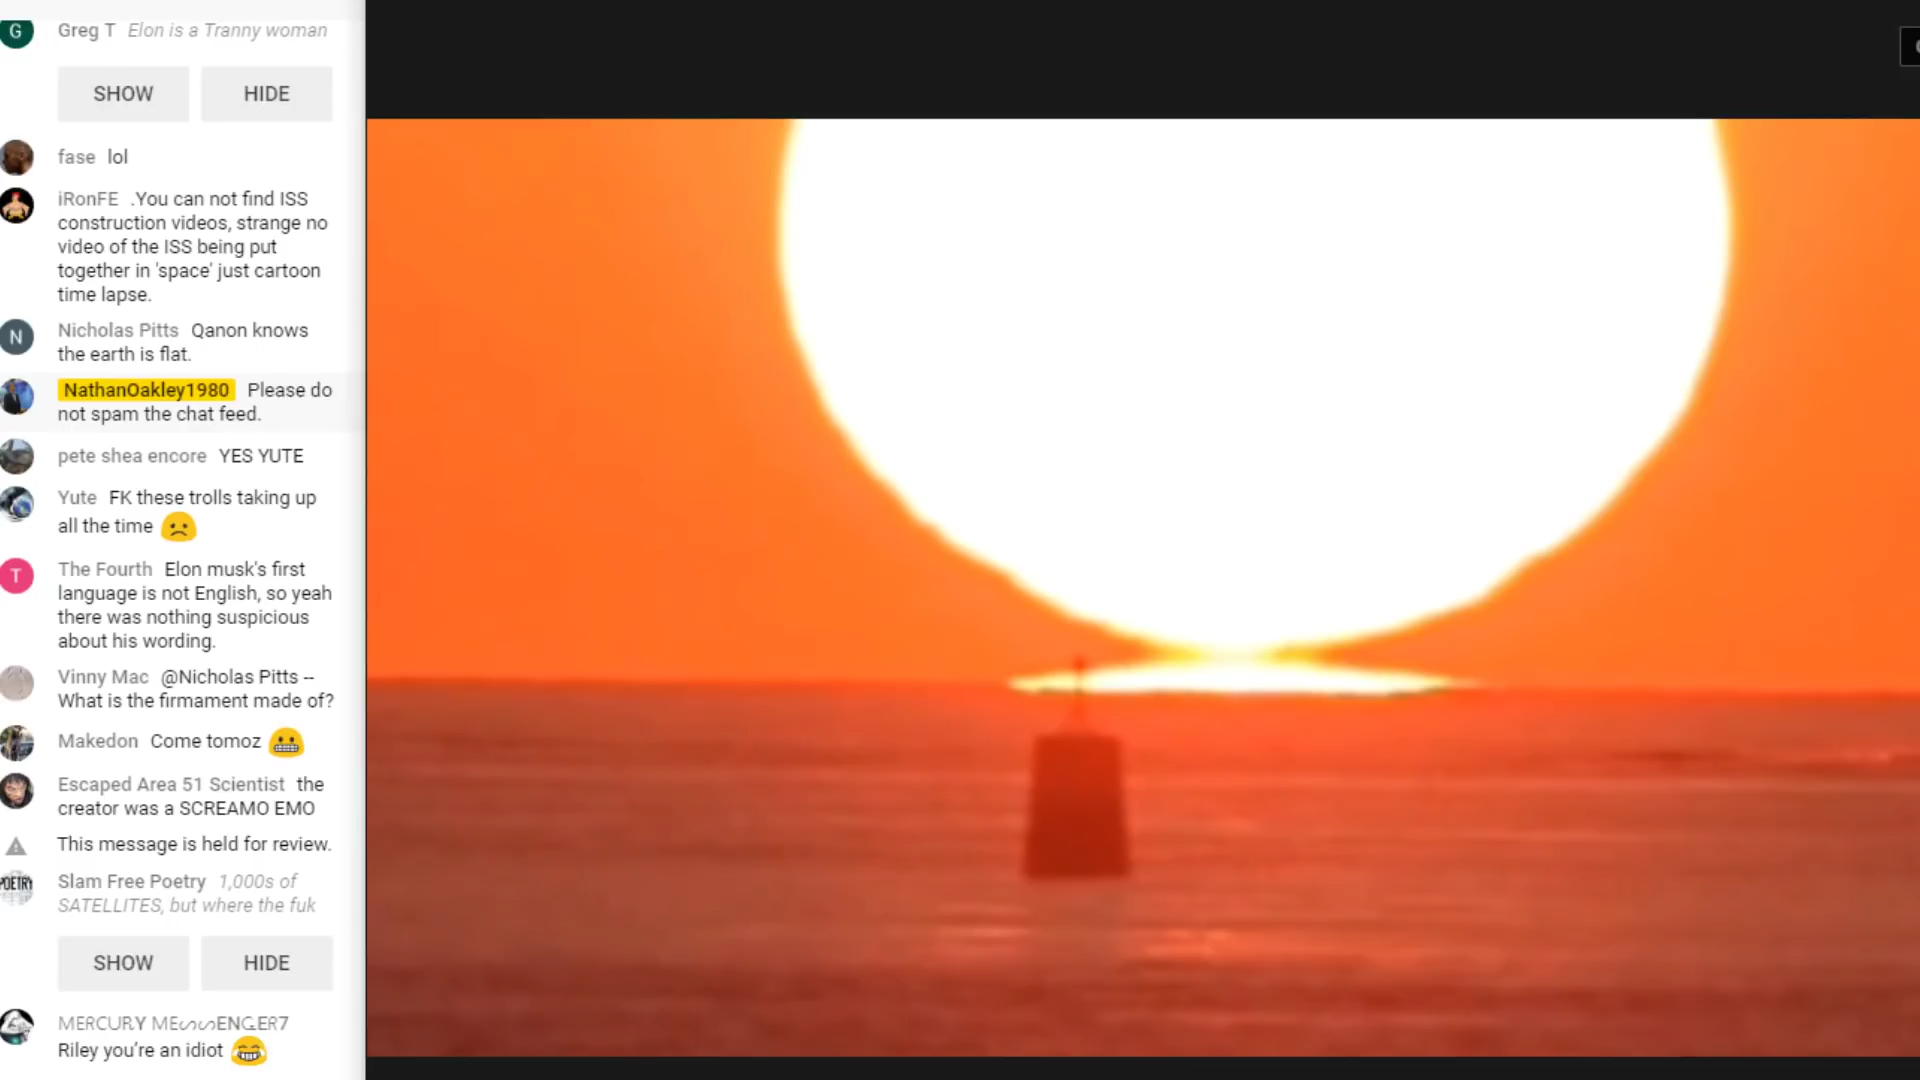 G Greg T Elon is a Tranny woman
SHOW HIDE
fase lol
iRonFE .You can not find ISS
construction videos, strange no
video of the ISS being put
together in 'space' just cartoon
time lapse.
N Nicholas Pitts Qanon knows
the earth is flat.
NathanOakley1980 Please do
not spam the chat feed.
pete shea encore YES YUTE
Yute FK these trolls taking up
all the time
T The Fourth Elon musk's first
language is not English, so yeah
there was nothing suspicious
about his wording.
Vinny Mac @Nicholas Pitts --
What is the firmament made of?
Makedon Come tomoz
Escaped Area 51 Scientist the
creator was a SCREAMO EMO
This message is held for review.
POETRY Slam Free Poetry 1,000s of
SATELLITES, but where the fuk
SHOW HIDE
MERCURY MEᔕᔕENGER7
Riley you're an idiot